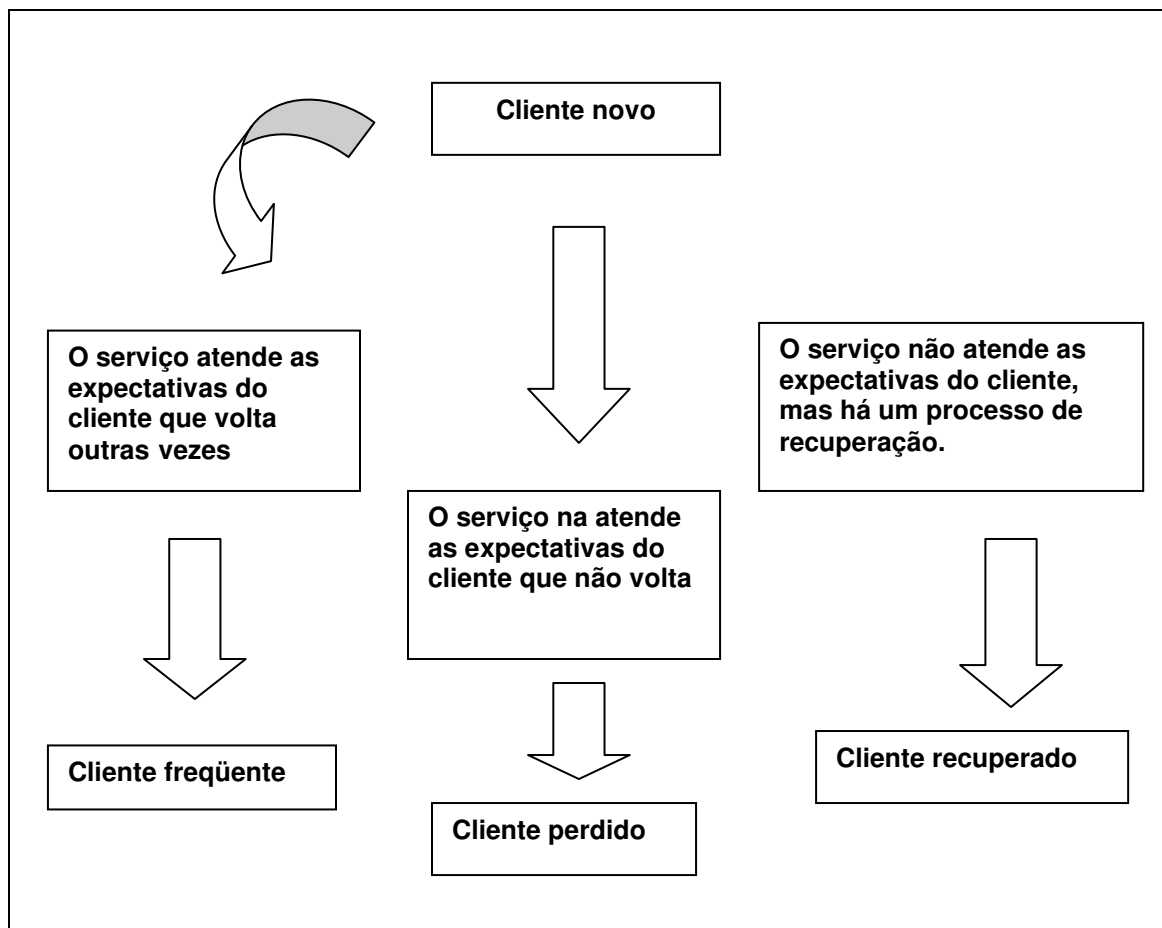 Cliente novo
O serviço atende as
expectativas do
cliente que volta
outras vezes
O serviço não atende as
expectativas do cliente,
mas há um processo de
recuperação.
O serviço na atende
as expectativas do
cliente que não volta
Cliente freqüente
Cliente recuperado
Cliente perdido